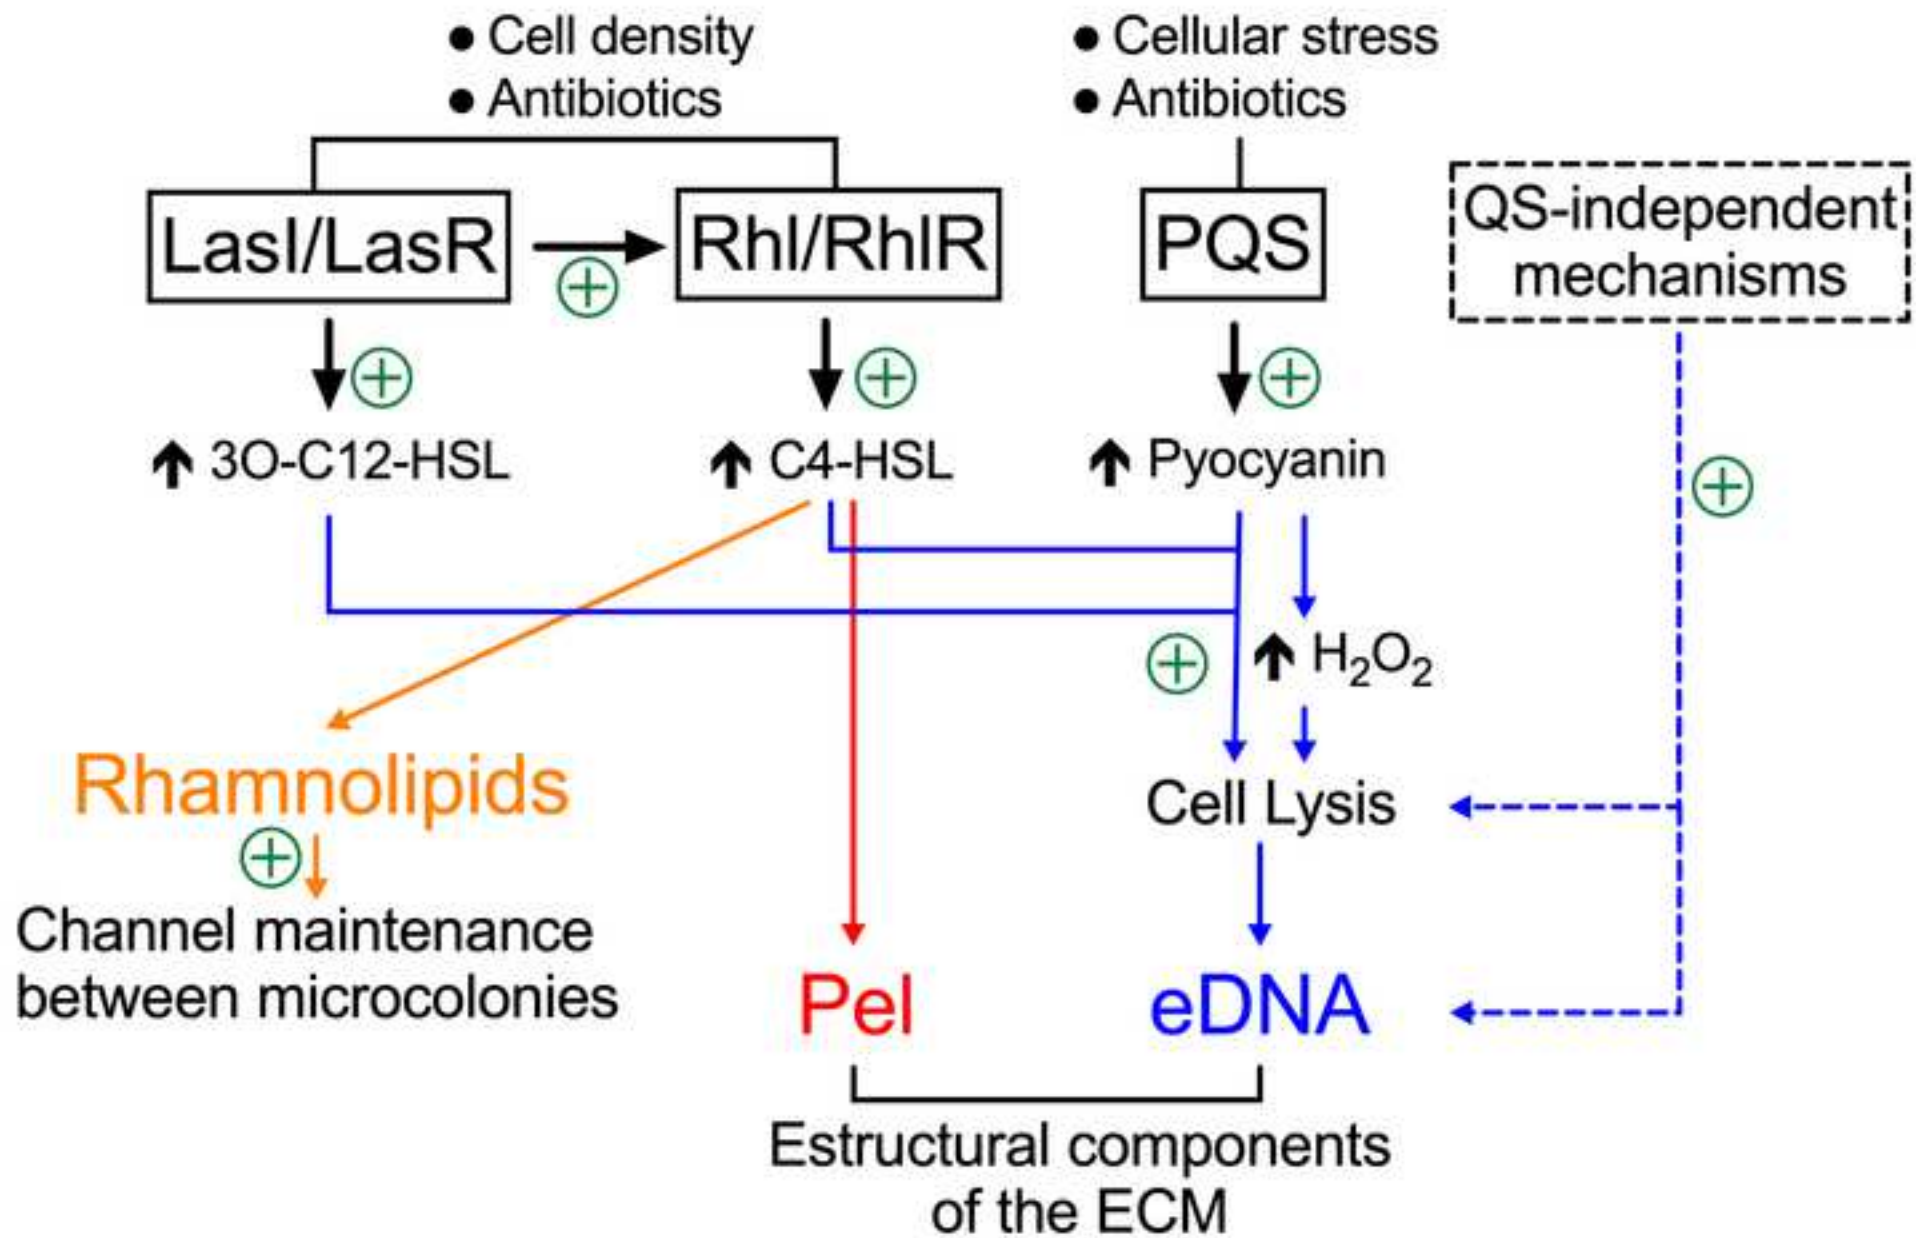 ● Cell density
● Antibiotics
● Cellular stress
● Antibiotics
LasI/LasR
RhI/RhIR
PQS
QS-independent
mechanisms
3O-C12-HSL
C4-HSL
Pyocyanin
H₂O₂
Rhamnolipids
Cell Lysis
Channel maintenance
between microcolonies
Pel
eDNA
Estructural components
of the ECM